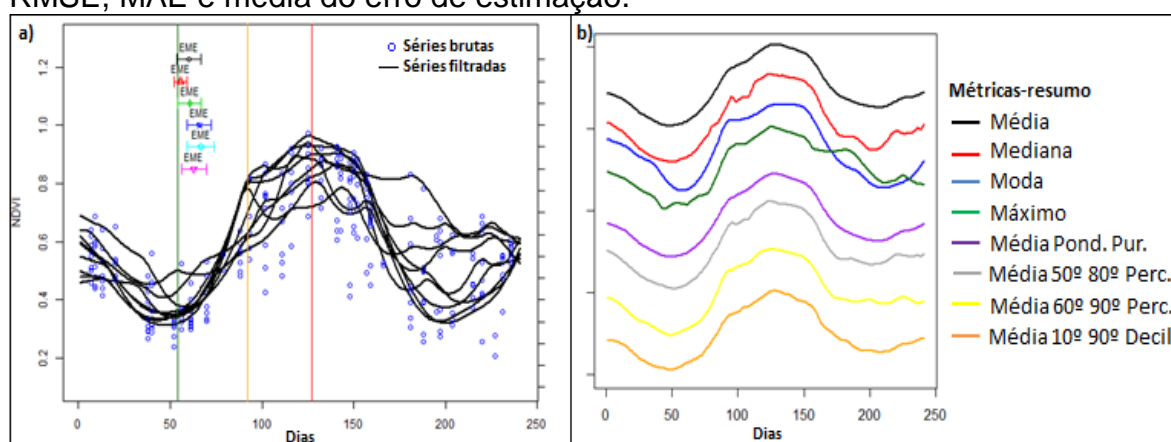 RMSE, MAE e média do erro de estimação.
a)
Séries brutas
Séries filtradas
EME
EME
EME
EME
EME
EME
NDVI
1.2
1.0
0.8
0.6
0.4
0.2
0 50 100 150 200 250
Dias
b)
0 50 100 150 200 250
Dias
Métricas-resumo
Média
Mediana
Moda
Máximo
Média Pond. Pur.
Média 50º 80º Perc.
Média 60º 90º Perc.
Média 10º 90º Decil